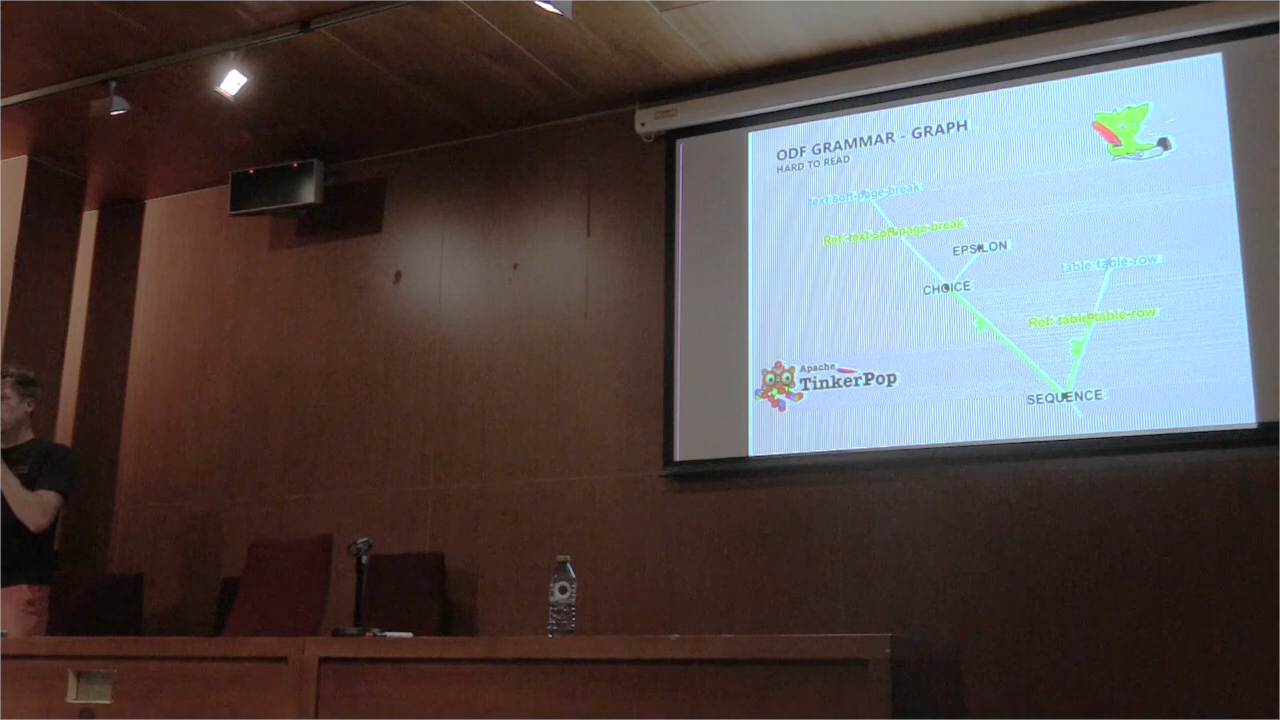 ODF GRAMMAR - GRAPH
HARD TO READ
text:soft-page-break
Ref: text-soft-page-break
EPSILON
table:table-row
CHOICE
Ref: table:table-row
Apache
TinkerPop
SEQUENCE